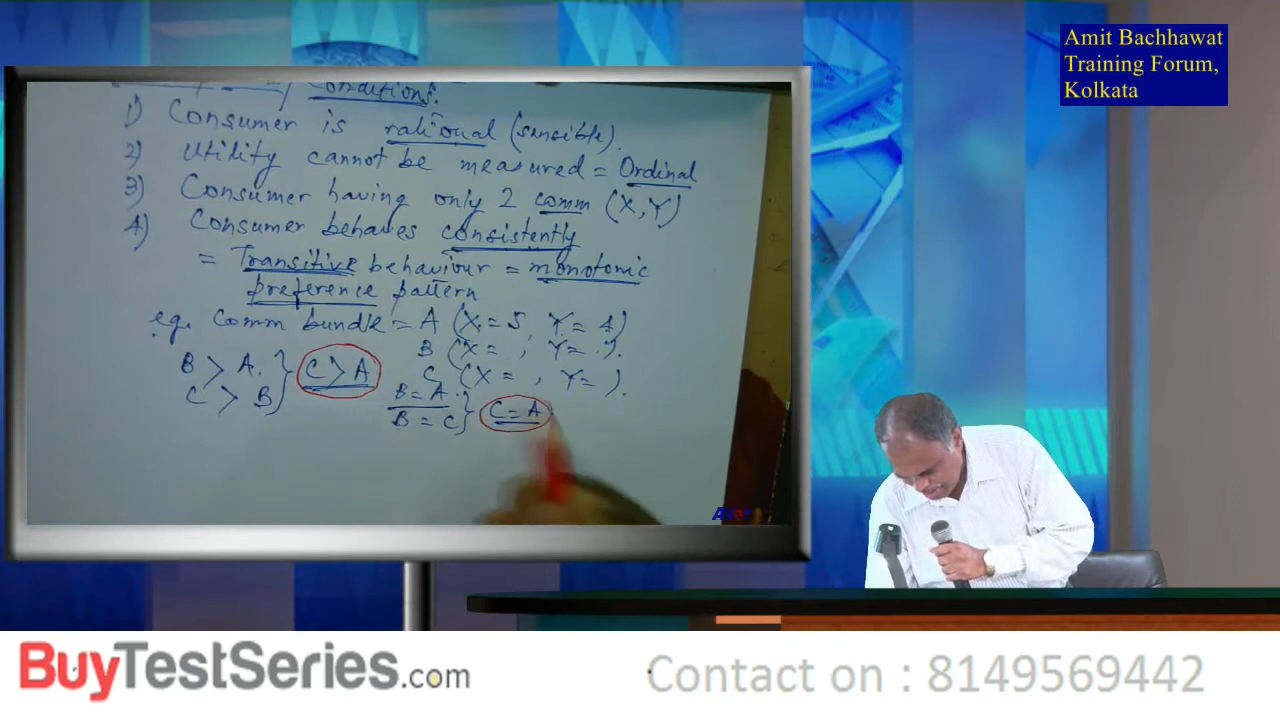 Amit Bachhawat
Training Forum,
Kolkata
Conditions.
1) Consumer is rational (sensible).
2) Utility cannot be measured = Ordinal
3) Consumer having only 2 comm (X, Y)
4) Consumer behaves consistently
= Transitive behaviour = monotonic
preference pattern
eg. Comm bundle = A (X = 5, Y = 4)
B (X = , Y = ).
C (X = , Y = ).
B > A.
C > B
C > A
B = A.
B = C
C = A
BuyTestSeries.com
Contact on : 8149569442